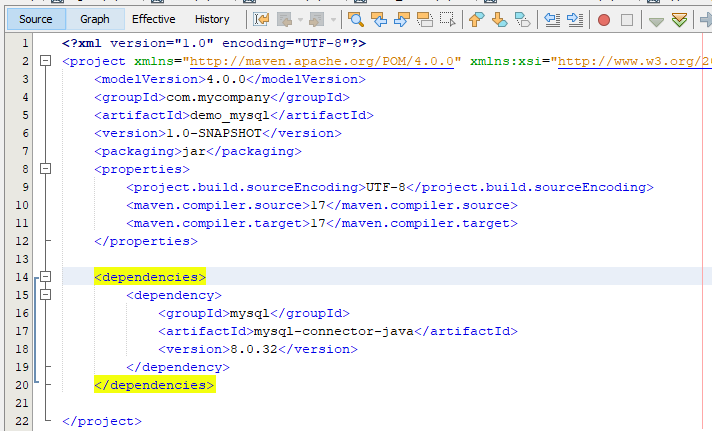 Source Graph Effective History
1 <?xml version="1.0" encoding="UTF-8"?>
2 <project xmlns="http://maven.apache.org/POM/4.0.0" xmlns:xsi="http://www.w3.org/20
3 <modelVersion>4.0.0</modelVersion>
4 <groupId>com.mycompany</groupId>
5 <artifactId>demo_mysql</artifactId>
6 <version>1.0-SNAPSHOT</version>
7 <packaging>jar</packaging>
8 <properties>
9 <project.build.sourceEncoding>UTF-8</project.build.sourceEncoding>
10 <maven.compiler.source>17</maven.compiler.source>
11 <maven.compiler.target>17</maven.compiler.target>
12 </properties>
13
14 <dependencies>
15 <dependency>
16 <groupId>mysql</groupId>
17 <artifactId>mysql-connector-java</artifactId>
18 <version>8.0.32</version>
19 </dependency>
20 </dependencies>
21
22 </project>